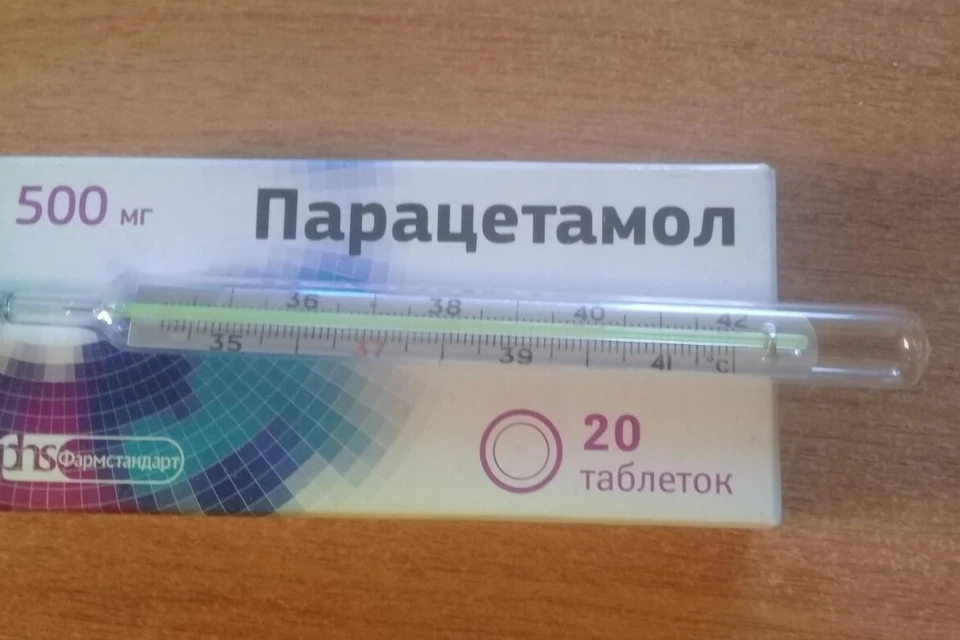 500 мг
Парацетамол
36 38 40 42
35 37 39 41 °C
phs Фармстандарт
20
таблеток